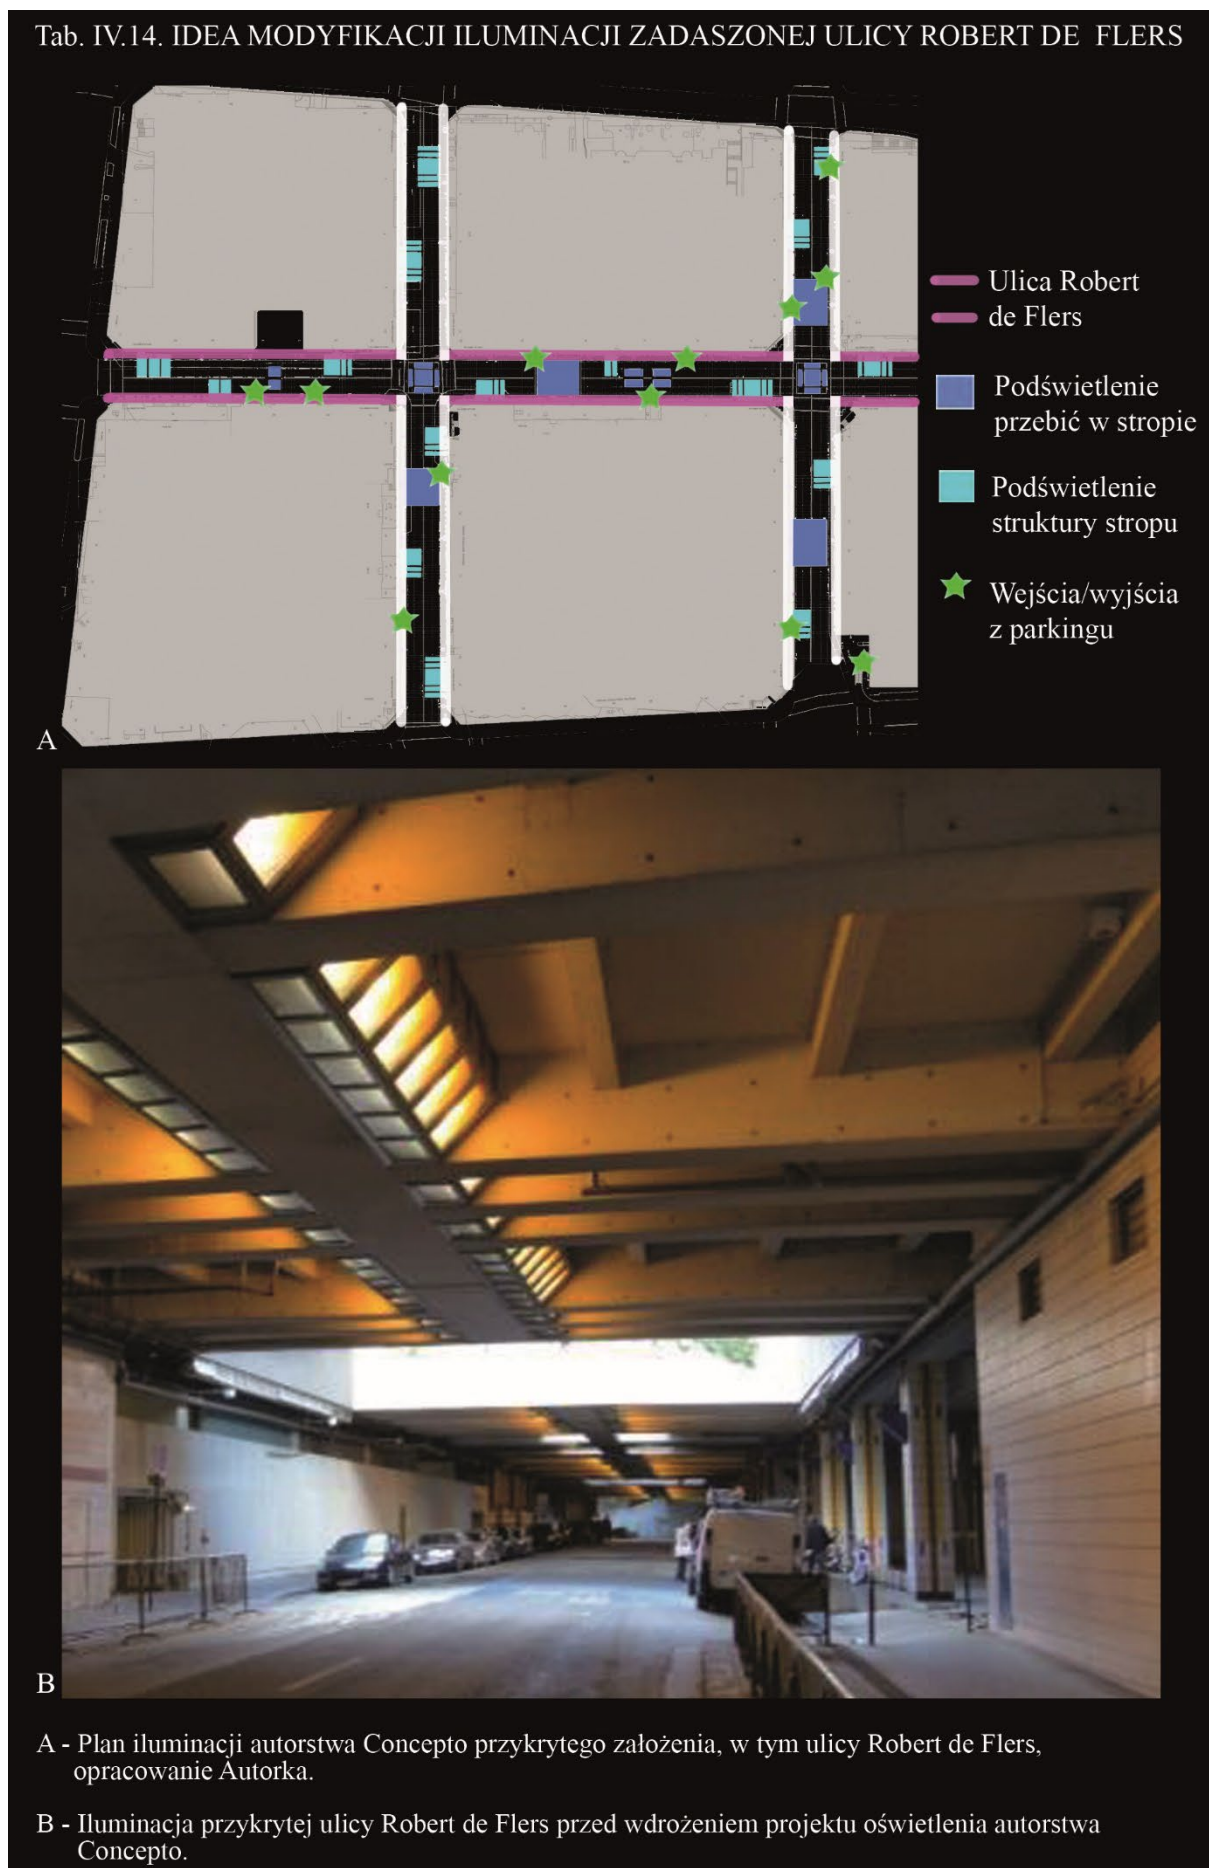 Tab. IV.14. IDEA MODYFIKACJI ILUMINACJI ZADASZONEJ ULICY ROBERT DE FLERS
Ulica Robert
de Flers
Podświetlenie
przebić w stropie
Podświetlenie
struktury stropu
Wejścia/wyjścia
z parkingu
A
B
A - Plan iluminacji autorstwa Concepto przykrytego założenia, w tym ulicy Robert de Flers,
opracowanie Autorka.
B - Iluminacja przykrytej ulicy Robert de Flers przed wdrożeniem projektu oświetlenia autorstwa
Concepto.